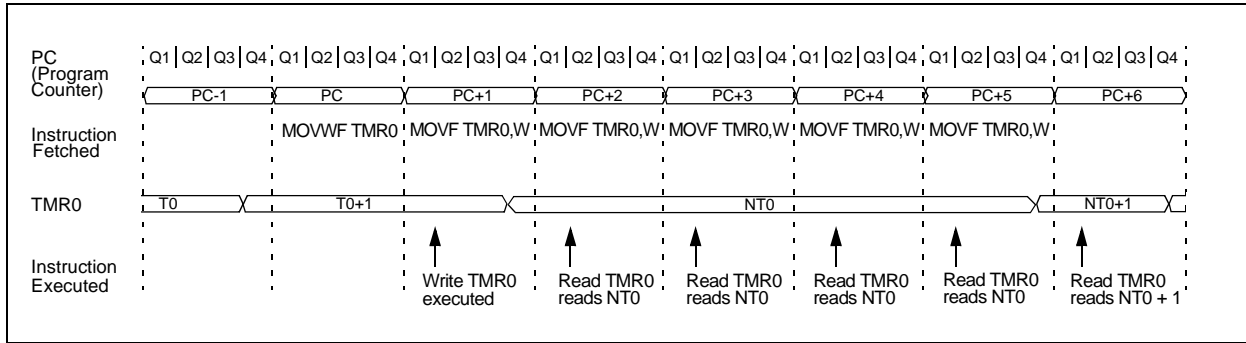 PC
(Program
Counter)
Q1 Q2 Q3 Q4 Q1 Q2 Q3 Q4 Q1 Q2 Q3 Q4 Q1 Q2 Q3 Q4 Q1 Q2 Q3 Q4 Q1 Q2 Q3 Q4 Q1 Q2 Q3 Q4 Q1 Q2 Q3 Q4
PC-1 PC PC+1 PC+2 PC+3 PC+4 PC+5 PC+6
Instruction
Fetched
MOVWF TMR0 MOVF TMR0,W MOVF TMR0,W MOVF TMR0,W MOVF TMR0,W MOVF TMR0,W
TMR0
T0 T0+1 NT0 NT0+1
Instruction
Executed
Write TMR0
executed
Read TMR0
reads NT0
Read TMR0
reads NT0
Read TMR0
reads NT0
Read TMR0
reads NT0
Read TMR0
reads NT0 + 1